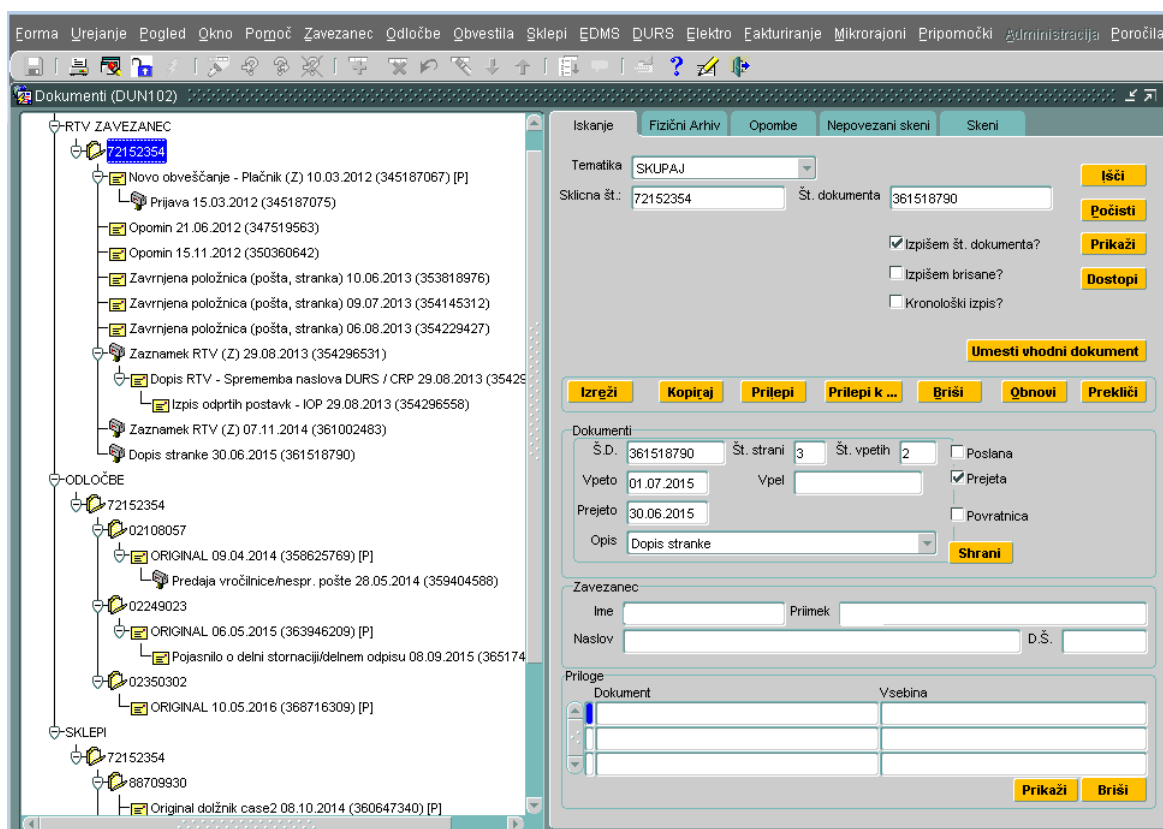 Forma Urejanje Pogled Okno Pomoč Zavezanec Odločbe Obvestila Sklepi EDMS DURS Elektro Fakturiranje Mikrorajoni Pripomočki Administracija Poročila
Dokumenti (DUN102)
RTV ZAVEZANEC
72152354
Novo obveščanje - Plačnik (Z) 10.03.2012 (345187067) [P]
Prijava 15.03.2012 (345187075)
Opomin 21.06.2012 (347519563)
Opomin 15.11.2012 (350360642)
Zavrnjena položnica (pošta, stranka) 10.06.2013 (353818976)
Zavrnjena položnica (pošta, stranka) 09.07.2013 (354145312)
Zavrnjena položnica (pošta, stranka) 06.08.2013 (354229427)
Zaznamek RTV (Z) 29.08.2013 (354296531)
Dopis RTV - Sprememba naslova DURS / CRP 29.08.2013 (35429
Izpis odprtih postavk - IOP 29.08.2013 (354296558)
Zaznamek RTV (Z) 07.11.2014 (361002483)
Dopis stranke 30.06.2015 (361518790)
ODLOČBE
72152354
02108057
ORIGINAL 09.04.2014 (358625769) [P]
Predaja vročilnice/nespr. pošte 28.05.2014 (359404588)
02249023
ORIGINAL 06.05.2015 (363946209) [P]
Pojasnilo o delni stornaciji/delnem odpisu 08.09.2015 (365174
02350302
ORIGINAL 10.05.2016 (368716309) [P]
SKLEPI
72152354
88709930
Original dolžnik case2 08.10.2014 (360647340) [P]
Iskanje Fizični Arhiv Opombe Nepovezani skeni Skeni
Tematika SKUPAJ
Išči
Sklicna št.: 72152354 Št. dokumenta 361518790
Počisti
Izpišem št. dokumenta? Prikaži
Izpišem brisane? Dostopi
Kronološki izpis?
Umesti vhodni dokument
Izreži Kopiraj Prilepi Prilepi k ... Briši Obnovi Prekliči
Dokumenti
Š.D. 361518790 Št. strani 3 Št. vpetih 2 Poslana
Vpeto 01.07.2015 Vpel Prejeta
Prejeto 30.06.2015 Povratnica
Opis Dopis stranke Shrani
Zavezanec
Ime Priimek
Naslov D.Š.
Priloge
Dokument Vsebina
Prikaži Briši